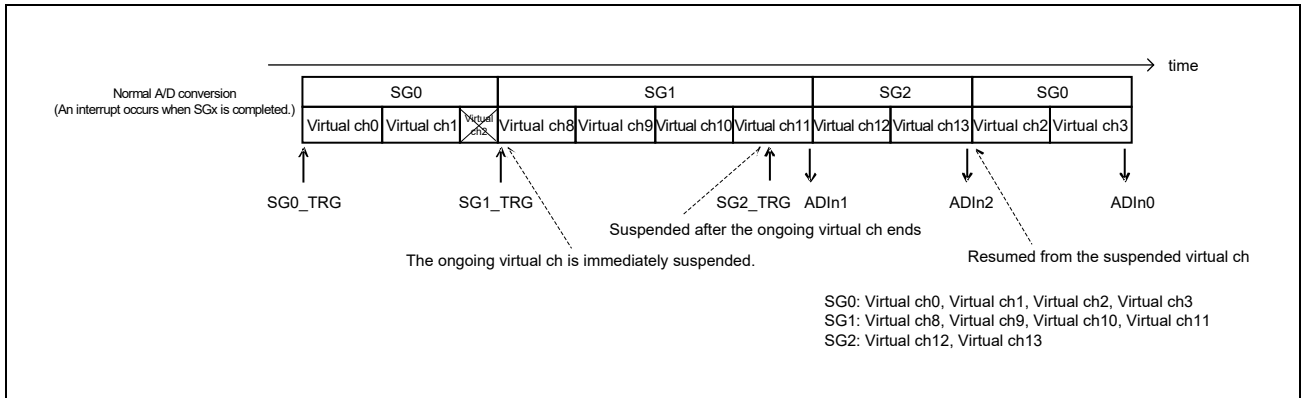 time
Normal A/D conversion
(An interrupt occurs when SGx is completed.)
SG0 SG1 SG2 SG0
Virtual ch0 Virtual ch1 Virtual ch2 Virtual ch8 Virtual ch9 Virtual ch10 Virtual ch11 Virtual ch12 Virtual ch13 Virtual ch2 Virtual ch3
SG0_TRG SG1_TRG SG2_TRG ADIn1 ADIn2 ADIn0
Suspended after the ongoing virtual ch ends
The ongoing virtual ch is immediately suspended.
Resumed from the suspended virtual ch
SG0: Virtual ch0, Virtual ch1, Virtual ch2, Virtual ch3
SG1: Virtual ch8, Virtual ch9, Virtual ch10, Virtual ch11
SG2: Virtual ch12, Virtual ch13